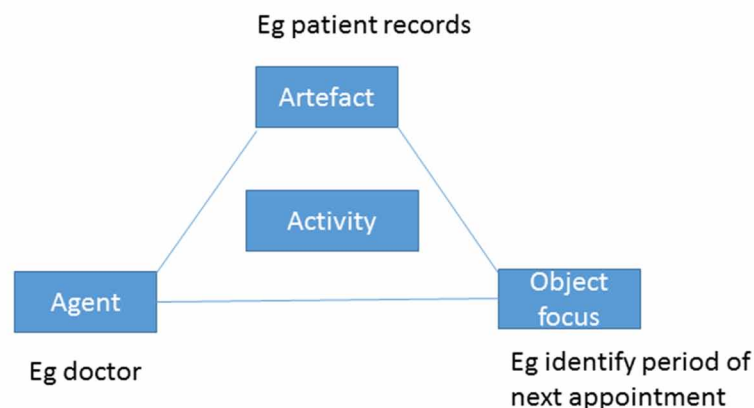 Eg patient records
Artefact
Activity
Agent
Object
focus
Eg doctor
Eg identify period of
next appointment